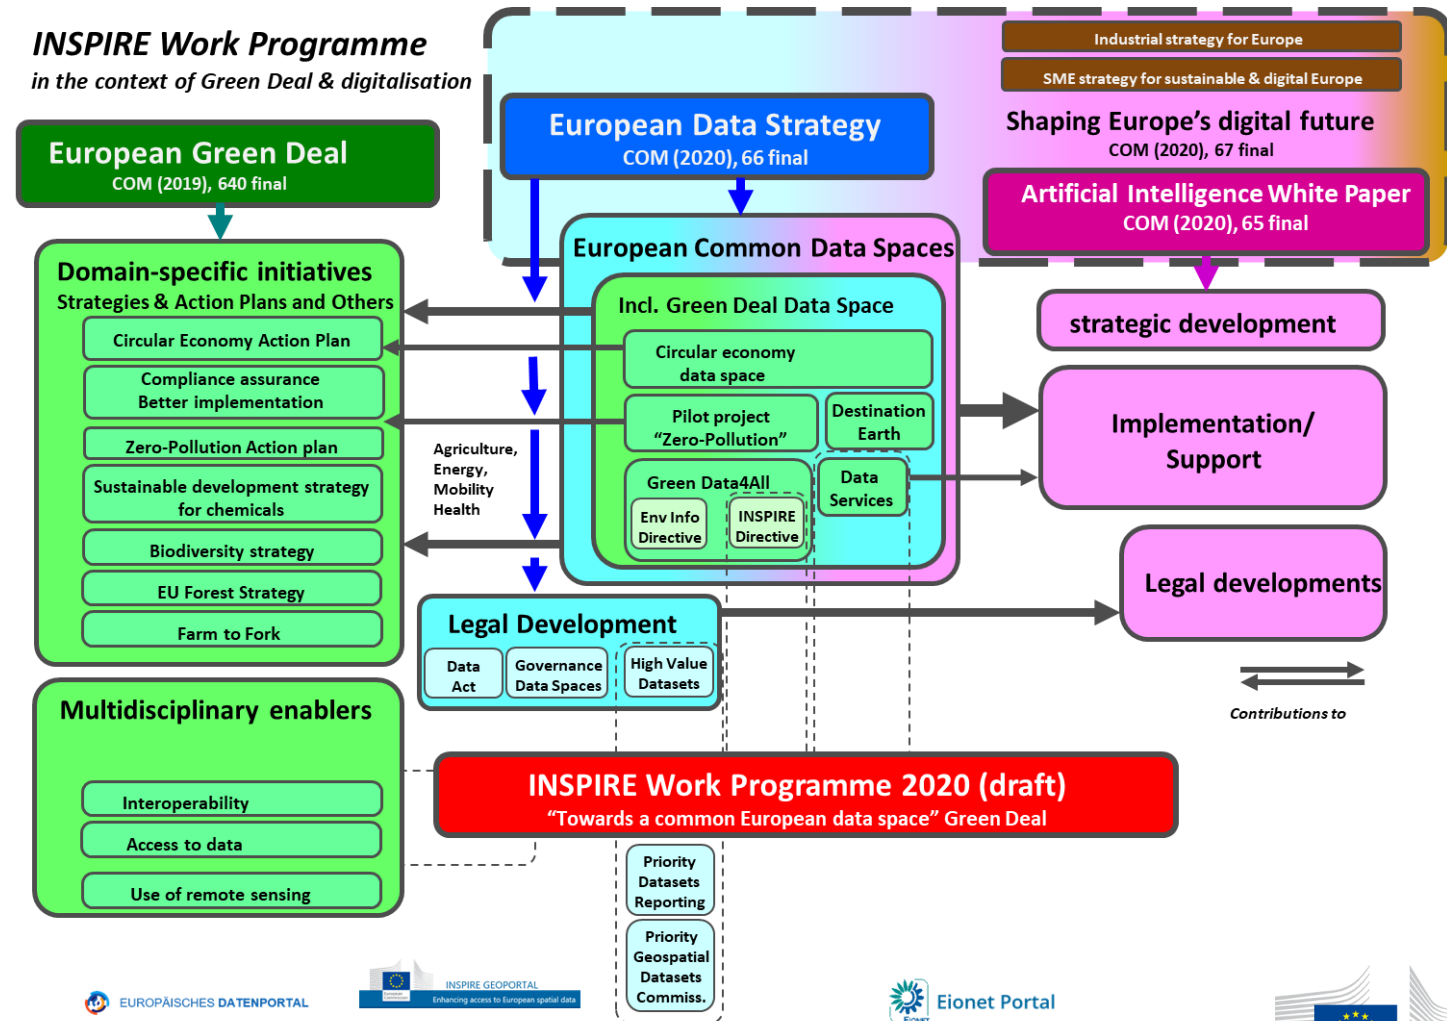 INSPIRE Work Programme
in the context of Green Deal & digitalisation
Industrial strategy for Europe
SME strategy for sustainable & digital Europe
Shaping Europe's digital future
COM (2020), 67 final
European Green Deal
COM (2019), 640 final
European Data Strategy
COM (2020), 66 final
Artificial Intelligence White Paper
COM (2020), 65 final
Domain-specific initiatives
Strategies & Action Plans and Others
Circular Economy Action Plan
Compliance assurance
Better implementation
Zero-Pollution Action plan
Sustainable development strategy
for chemicals
Biodiversity strategy
EU Forest Strategy
Farm to Fork
Agriculture,
Energy,
Mobility
Health
European Common Data Spaces
Incl. Green Deal Data Space
Circular economy
data space
Pilot project
“Zero-Pollution”
Destination
Earth
Green Data4All
Env Info
Directive
INSPIRE
Directive
Data
Services
strategic development
Implementation/
Support
Legal developments
Contributions to
Legal Development
Data
Act
Governance
Data Spaces
High Value
Datasets
Multidisciplinary enablers
Interoperability
Access to data
Use of remote sensing
INSPIRE Work Programme 2020 (draft)
“Towards a common European data space” Green Deal
Priority
Datasets
Reporting
Priority
Geospatial
Datasets
Commiss.
EUROPÄISCHES DATENPORTAL
INSPIRE GEOPORTAL
Enhancing access to European spatial data
Eionet Portal